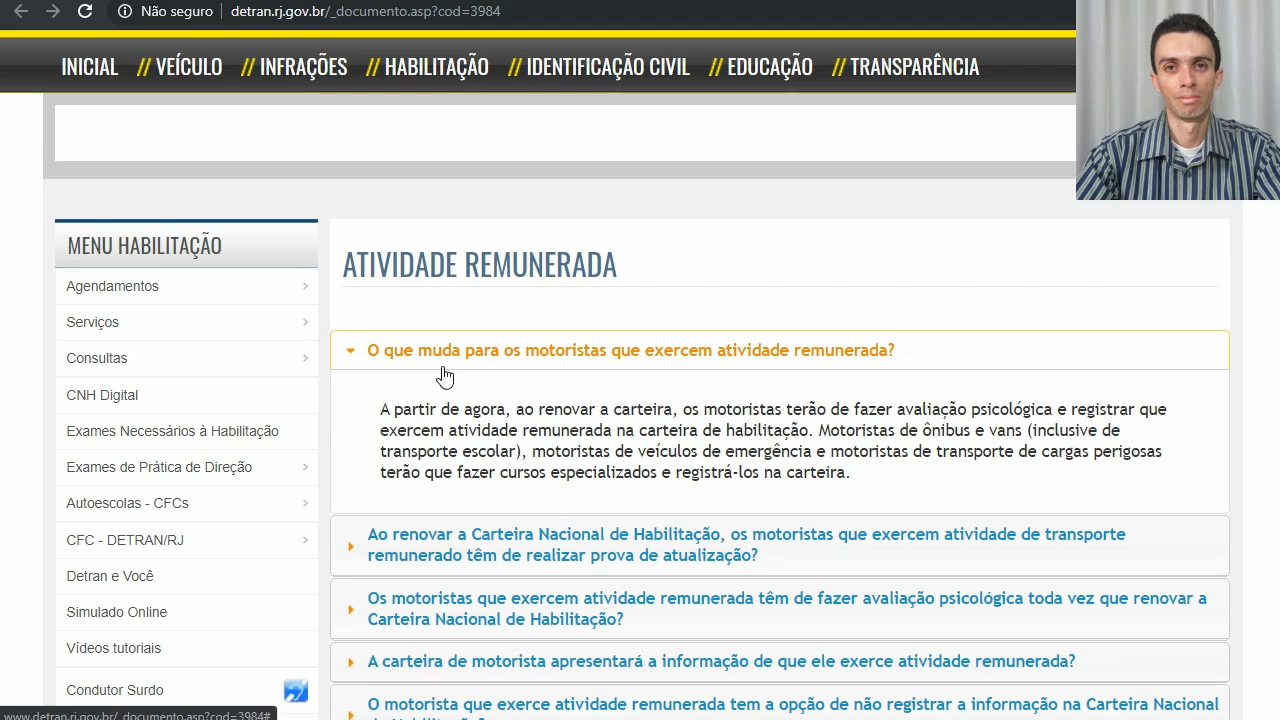 Não seguro
detran.rj.gov.br/_documento.asp?cod=3984
INICIAL // VEÍCULO // INFRAÇÕES // HABILITAÇÃO // IDENTIFICAÇÃO CIVIL // EDUCAÇÃO // TRANSPARÊNCIA
MENU HABILITAÇÃO
Agendamentos
Serviços
Consultas
CNH Digital
Exames Necessários à Habilitação
Exames de Prática de Direção
Autoescolas - CFCs
CFC - DETRAN/RJ
Detran e Você
Simulado Online
Vídeos tutoriais
Condutor Surdo
ATIVIDADE REMUNERADA
O que muda para os motoristas que exercem atividade remunerada?
A partir de agora, ao renovar a carteira, os motoristas terão de fazer avaliação psicológica e registrar que
exercem atividade remunerada na carteira de habilitação. Motoristas de ônibus e vans (inclusive de
transporte escolar), motoristas de veículos de emergência e motoristas de transporte de cargas perigosas
terão que fazer cursos especializados e registrá-los na carteira.
Ao renovar a Carteira Nacional de Habilitação, os motoristas que exercem atividade de transporte
remunerado têm de realizar prova de atualização?
Os motoristas que exercem atividade remunerada têm de fazer avaliação psicológica toda vez que renovar a
Carteira Nacional de Habilitação?
A carteira de motorista apresentará a informação de que ele exerce atividade remunerada?
O motorista que exerce atividade remunerada tem a opção de não registrar a informação na Carteira Nacional
www.detran.rj.gov.br/_documento.asp?cod=3984#